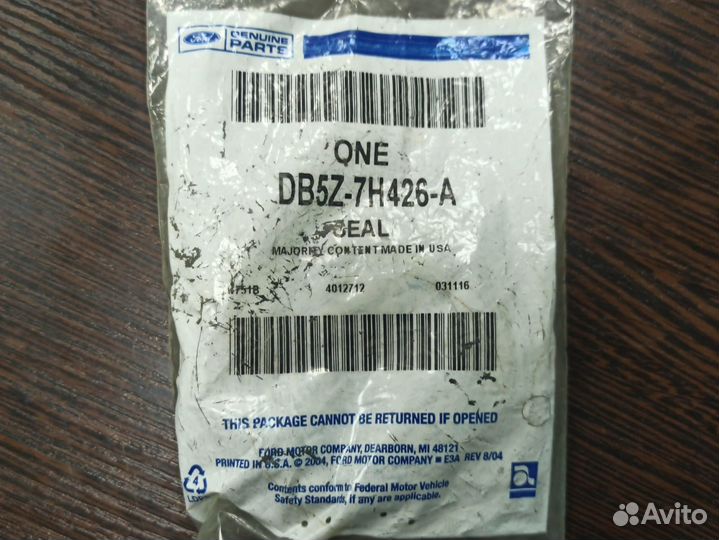 Ford
GENUINE
PARTS
ONE
DB5Z-7H426-A
SEAL
MAJORITY CONTENT MADE IN USA
4012712 031116
THIS PACKAGE CANNOT BE RETURNED IF OPENED
FORD MOTOR COMPANY, DEARBORN, MI 48121
PRINTED IN U.S.A. © 2004, FORD MOTOR COMPANY ■ E3A REV 8/04
4
Contents conform to Federal Motor Vehicle
Safety Standards, if any are applicable.
Avito